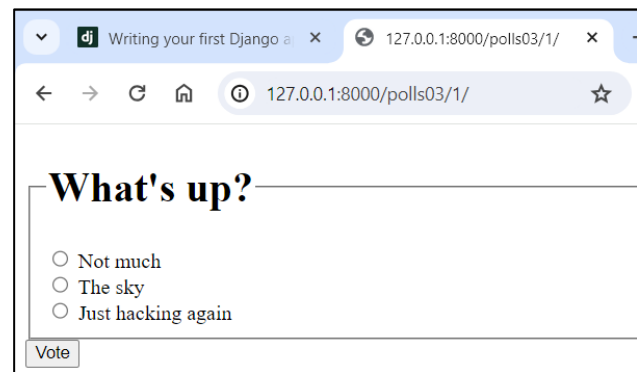 dj Writing your first Django a
127.0.0.1:8000/polls03/1/
127.0.0.1:8000/polls03/1/
What's up?
Not much
The sky
Just hacking again
Vote